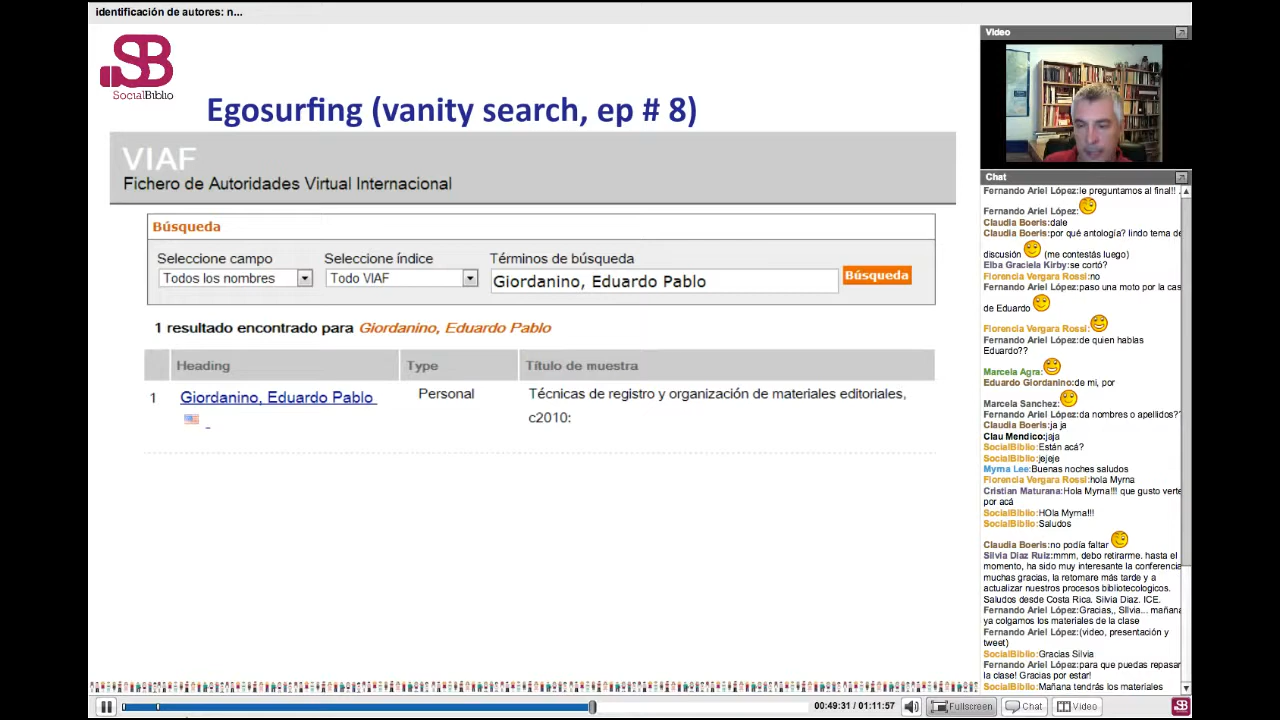 identificación de autores: n...
SB
SocialBiblio
Egosurfing (vanity search, ep # 8)
VIAF
Fichero de Autoridades Virtual Internacional
Búsqueda
Seleccione campo
Seleccione índice
Términos de búsqueda
Todos los nombres
Todo VIAF
Giordanino, Eduardo Pablo
Búsqueda
1 resultado encontrado para Giordanino, Eduardo Pablo
Heading
Type
Título de muestra
1
Giordanino, Eduardo Pablo
Personal
Técnicas de registro y organización de materiales editoriales,
c2010:
Video
Chat
Fernando Ariel López:le preguntamos al final!! .
Fernando Ariel López:
Claudia Boeris:dale
Claudia Boeris:por qué antología? lindo tema de
discusión (me contestás luego)
Elba Graciela Kirby:se cortó?
Florencia Vergara Rossi:no
Fernando Ariel López:paso una moto por la cas
de Eduardo
Florencia Vergara Rossi:
Fernando Ariel López:de quien hablas
Eduardo??
Marcela Agra:
Eduardo Giordanino:de mi, por
Marcela Sanchez:
Fernando Ariel López:da nombres o apellidos??
Claudia Boeris:ja ja
Clau Mendico:jaja
SocialBiblio:Están acá?
SocialBiblio:jejeje
Myrna Lee:Buenas noches saludos
Florencia Vergara Rossi:hola Myrna
Cristian Maturana:Hola Myrna!!! que gusto verte
por acá
SocialBiblio:HOla Myrna!!!
SocialBiblio:Saludos
Claudia Boeris:no podía faltar
Silvia Diaz Ruiz:mmm, debo retirarme. hasta el
momento, ha sido muy interesante la conferencia
muchas gracias, la retomare más tarde y a
actualizar nuestros procesos bibliotecologicos.
Saludos desde Costa Rica. Silvia Diaz. ICE.
Fernando Ariel López:Gracias,, SIlvia... mañana
ya colgamos los materiales de la clase
Fernando Ariel López:(video, presentación y
tweet)
SocialBiblio:Gracias Silvia
Fernando Ariel López:para que puedas repasar
la clase! Gracias por estar!
SocialBiblio:Mañana tendrás los materiales
00:49:31 / 01:11:57
Fullscreen
Chat
Video
SB